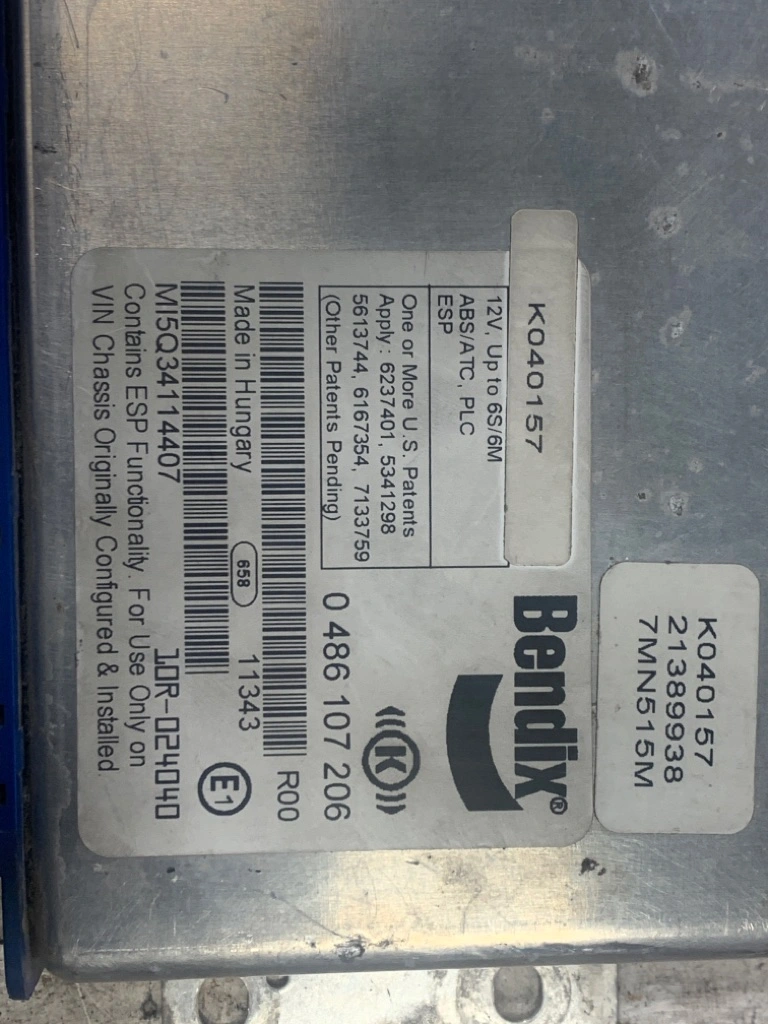 K040157
21389938
7MN515M
K040157
Bendix®
12V, Up to 6S/6M
ABS/ATC, PLC
ESP
One or More U.S. Patents
Apply : 6237401, 5341298
5613744, 6167354, 7133759
(Other Patents Pending)
K
0 486 107 206
R00
Made in Hungary
658
11343
E1
MI5Q34114407
10R-024040
Contains ESP Functionality. For Use Only on
VIN Chassis Originally Configured & Installed